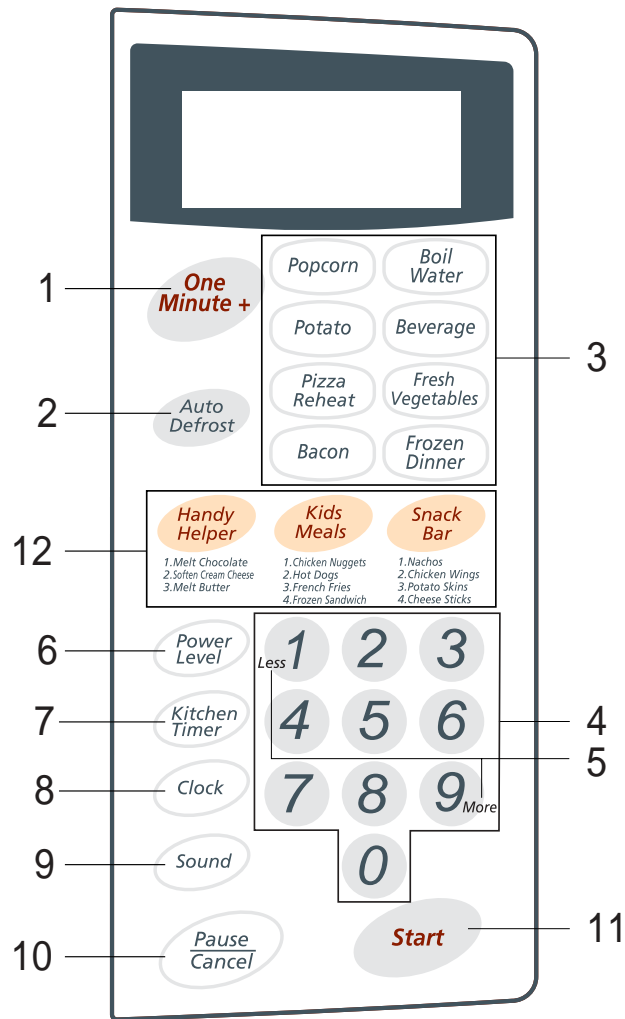 1
One
Minute +
Popcorn
Boil
Water
Potato
Beverage
3
2
Auto
Defrost
Pizza
Reheat
Fresh
Vegetables
Bacon
Frozen
Dinner
12
Handy
Helper
1.Melt Chocolate
2.Soften Cream Cheese
3.Melt Butter
Kids
Meals
1.Chicken Nuggets
2.Hot Dogs
3.French Fries
4.Frozen Sandwich
Snack
Bar
1.Nachos
2.Chicken Wings
3.Potato Skins
4.Cheese Sticks
6
Power
Level
Less
1
2
3
7
Kitchen
Timer
4
5
6
4
5
8
Clock
7
8
9
More
9
Sound
0
10
Pause
Cancel
Start
11